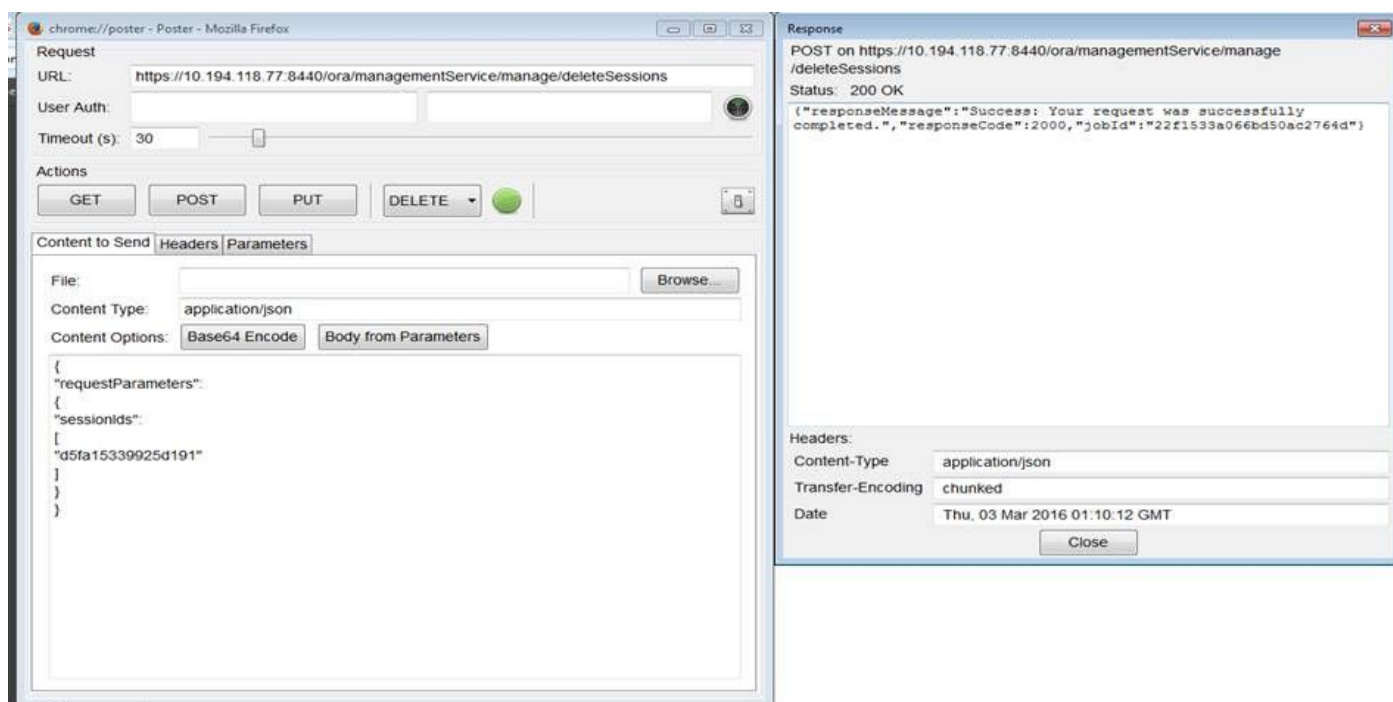 chrome://poster - Poster - Mozilla Firefox
Request
URL: https://10.194.118.77:8440/ora/managementService/manage/deleteSessions
User Auth:
Timeout (s): 30
Actions
GET POST PUT DELETE
Content to Send Headers Parameters
File: Browse...
Content Type: application/json
Content Options: Base64 Encode Body from Parameters
{
"requestParameters":
{
"sessionIds":
[
"d5fa15339925d191"
]
}
}
Response
POST on https://10.194.118.77:8440/ora/managementService/manage
/deleteSessions
Status: 200 OK
{"responseMessage":"Success: Your request was successfully
completed.","responseCode":2000,"jobId":"22f1533a066bd50ac2764d"}
Headers:
Content-Type application/json
Transfer-Encoding chunked
Date Thu, 03 Mar 2016 01:10:12 GMT
Close